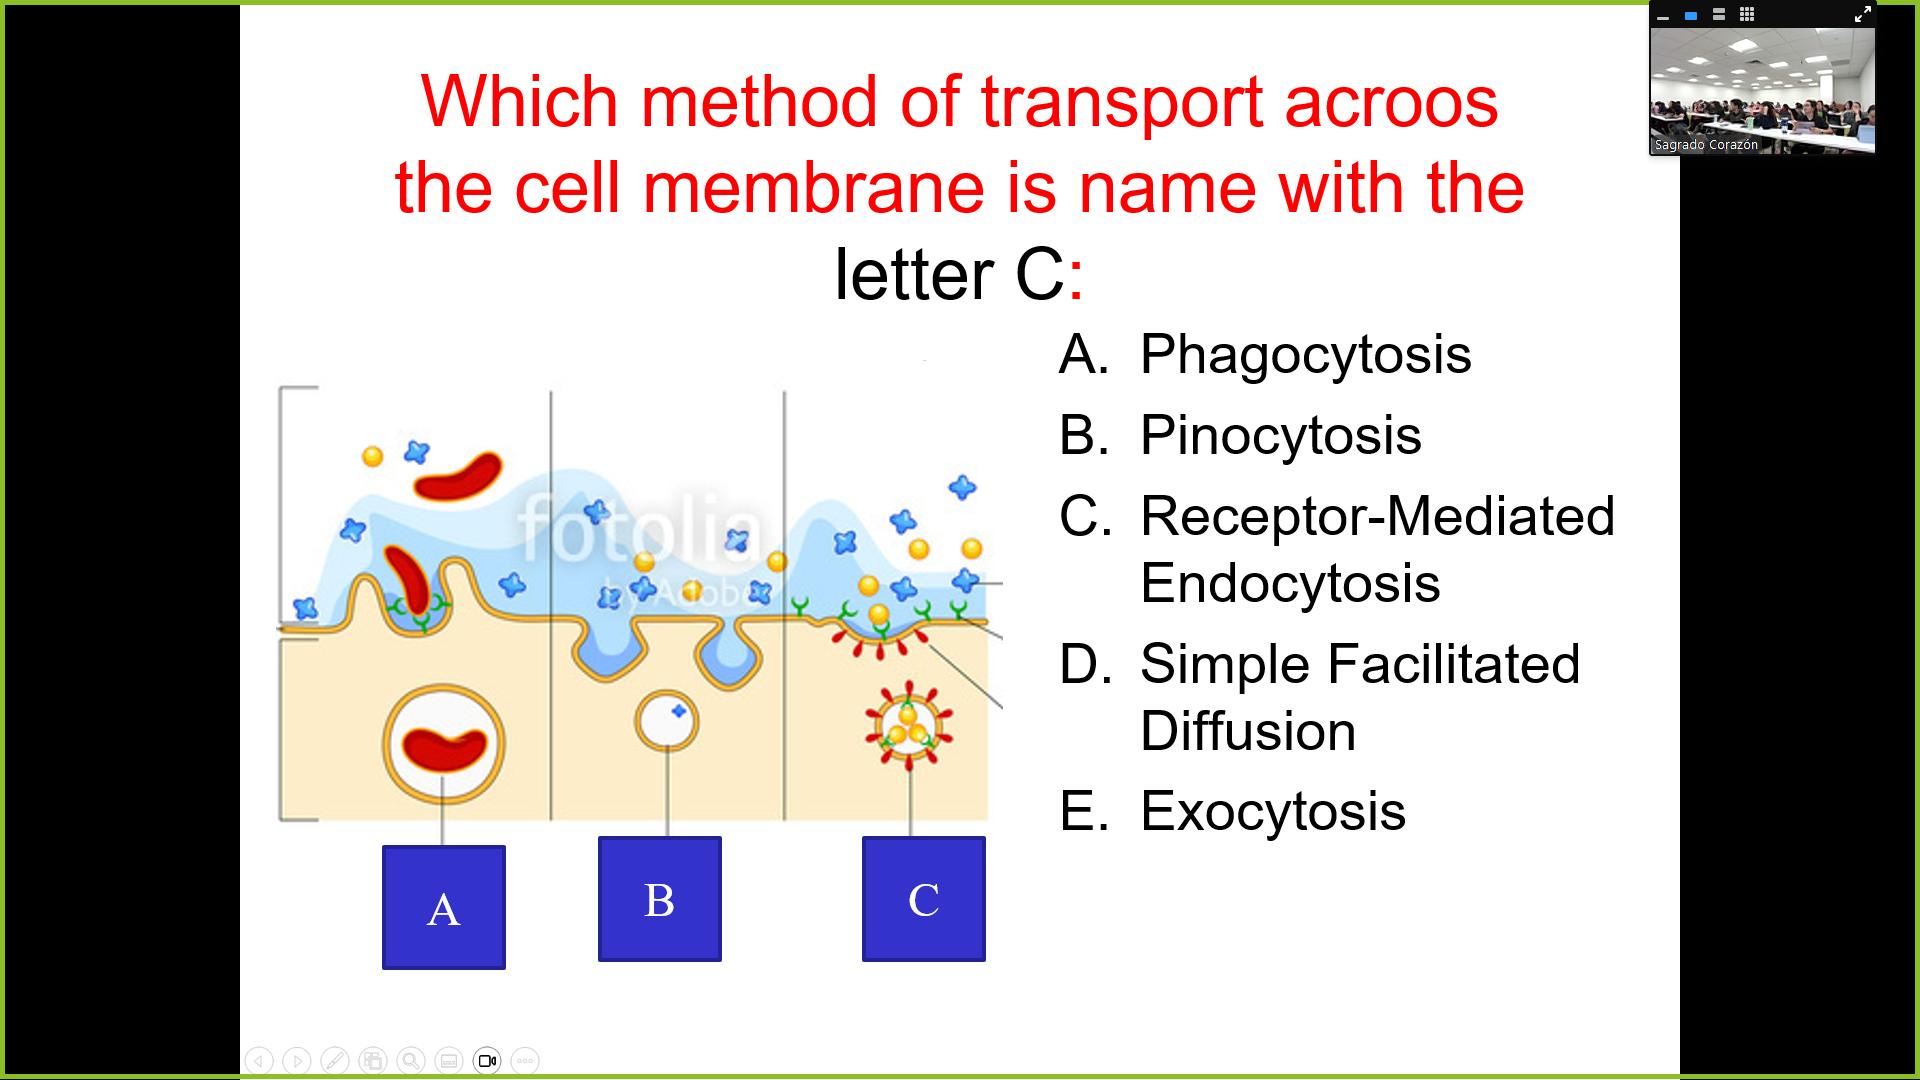 Which method of transport acroos
the cell membrane is name with the
letter C:
A. Phagocytosis
B. Pinocytosis
C. Receptor-Mediated
Endocytosis
D. Simple Facilitated
Diffusion
E. Exocytosis
fotolia
by Adobe
A
B
C
Sagrado Corazón